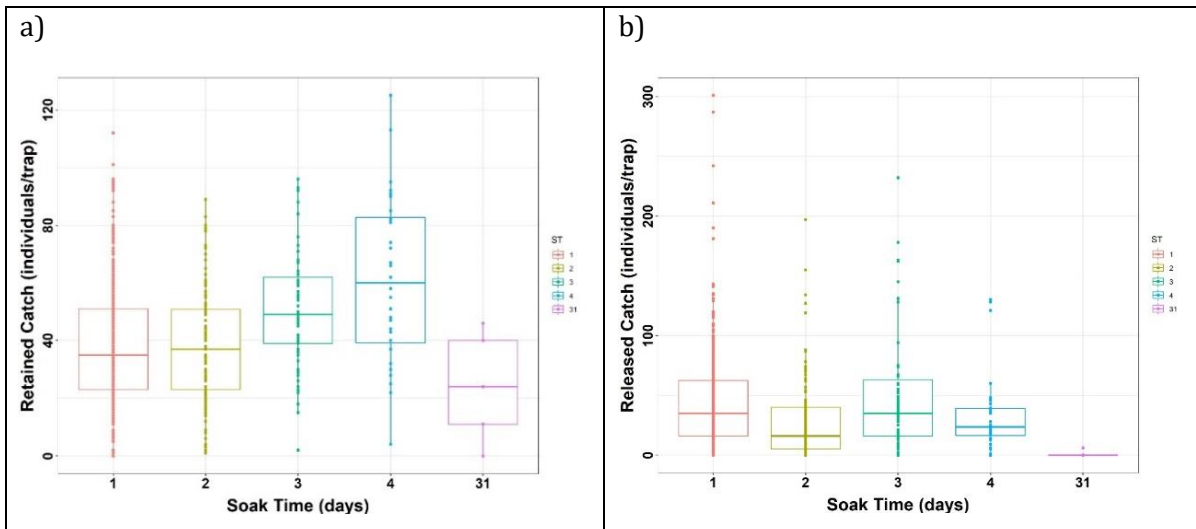 a)
Retained Catch (individuals/trap)
120
80
40
0
1 2 3 4 31
Soak Time (days)
ST
1
2
3
4
31
b)
Released Catch (individuals/trap)
300
200
100
0
1 2 3 4 31
Soak Time (days)
ST
1
2
3
4
31